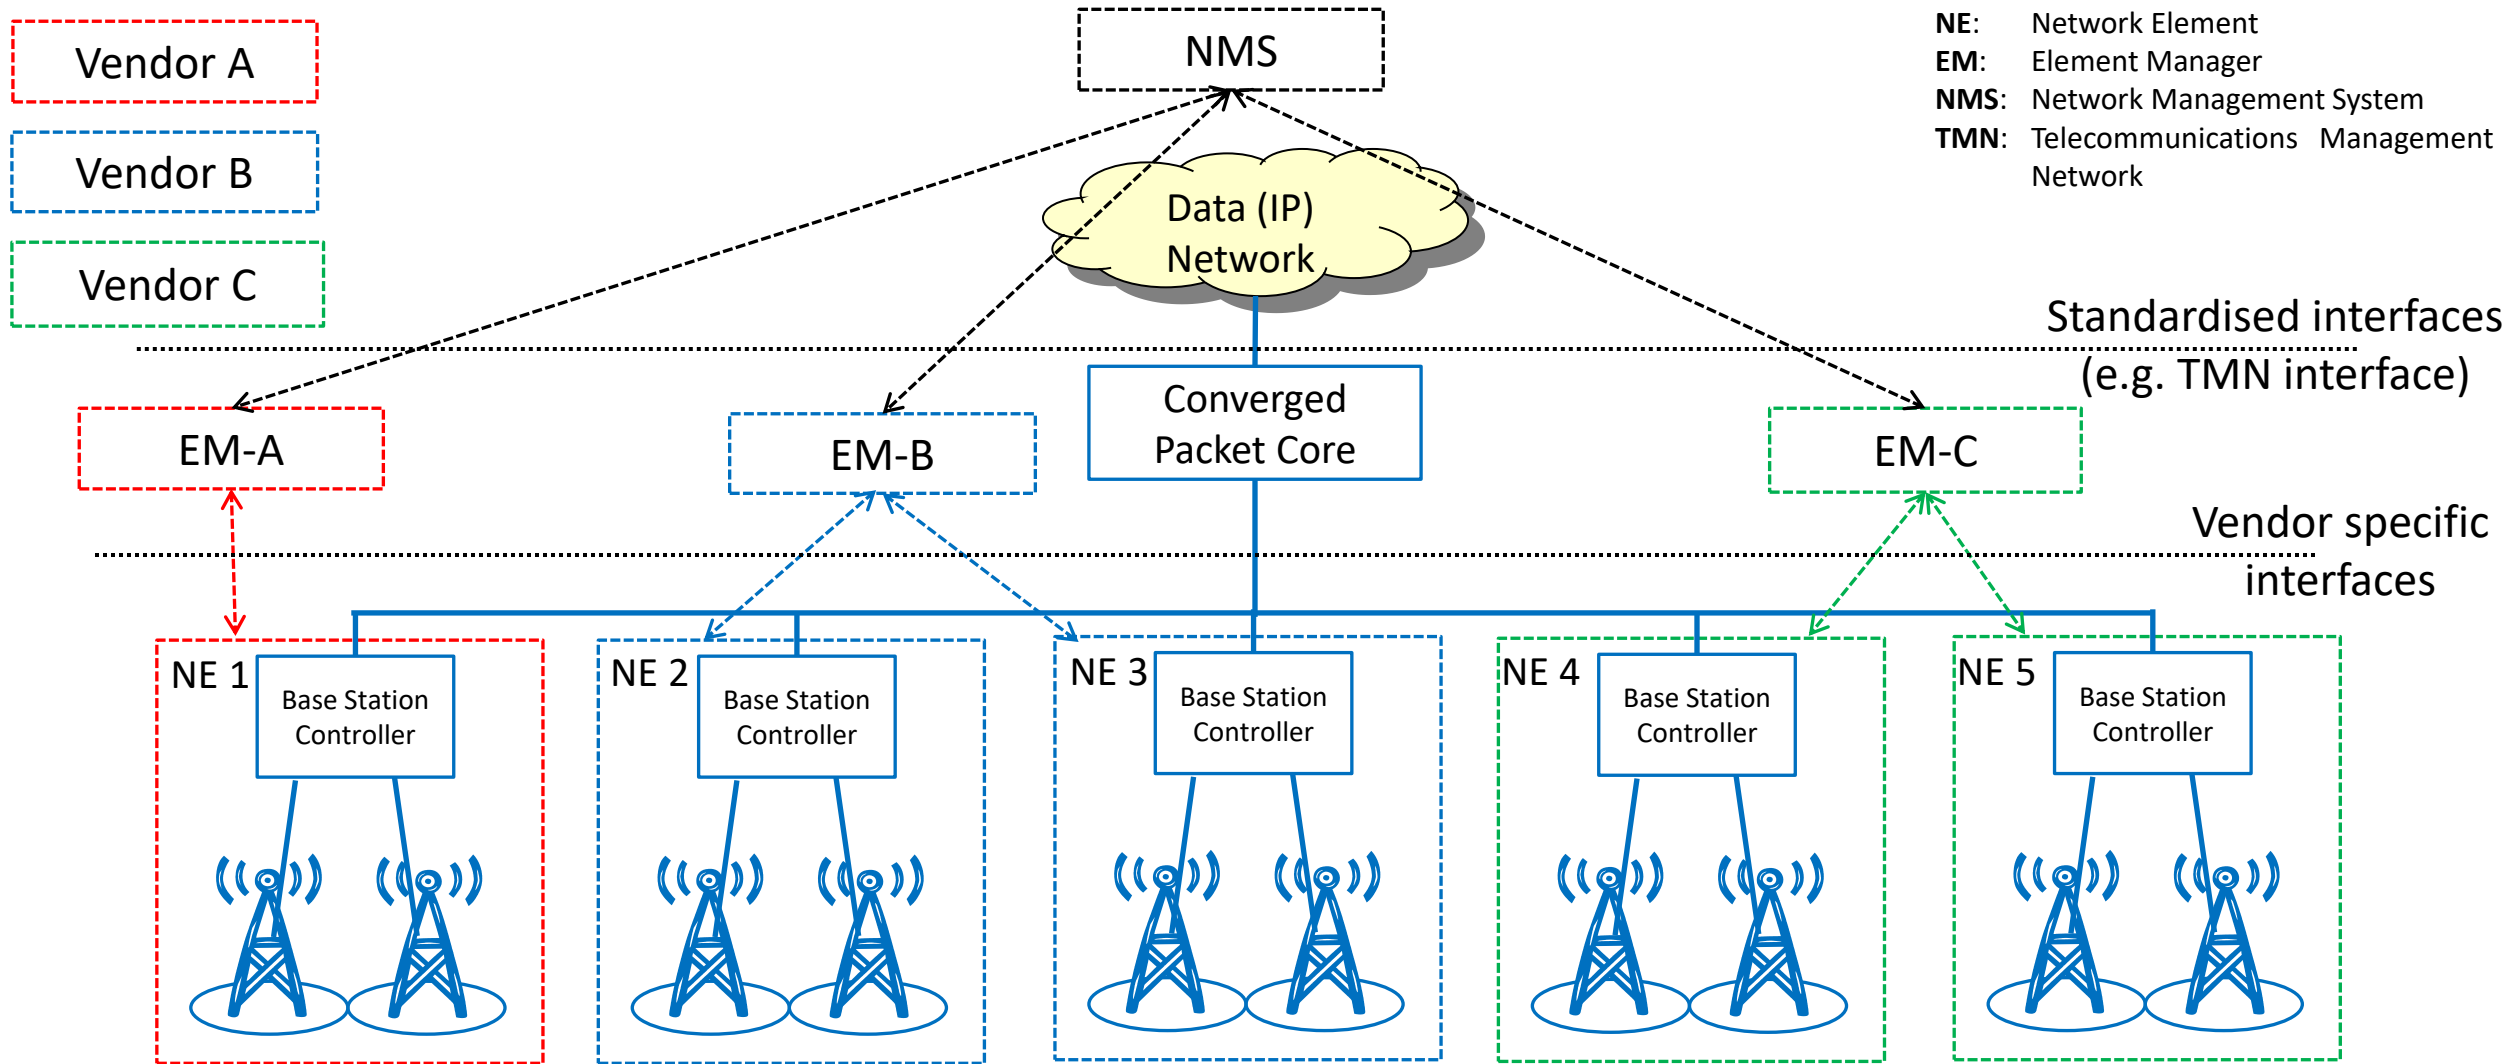 Vendor A
Vendor B
Vendor C
NMS
NE: Network Element
EM: Element Manager
NMS: Network Management System
TMN: Telecommunications Management
Network
Data (IP)
Network
Standardised interfaces
(e.g. TMN interface)
EM-A
EM-B
Converged
Packet Core
EM-C
Vendor specific
interfaces
NE 1
Base Station
Controller
NE 2
Base Station
Controller
NE 3
Base Station
Controller
NE 4
Base Station
Controller
NE 5
Base Station
Controller